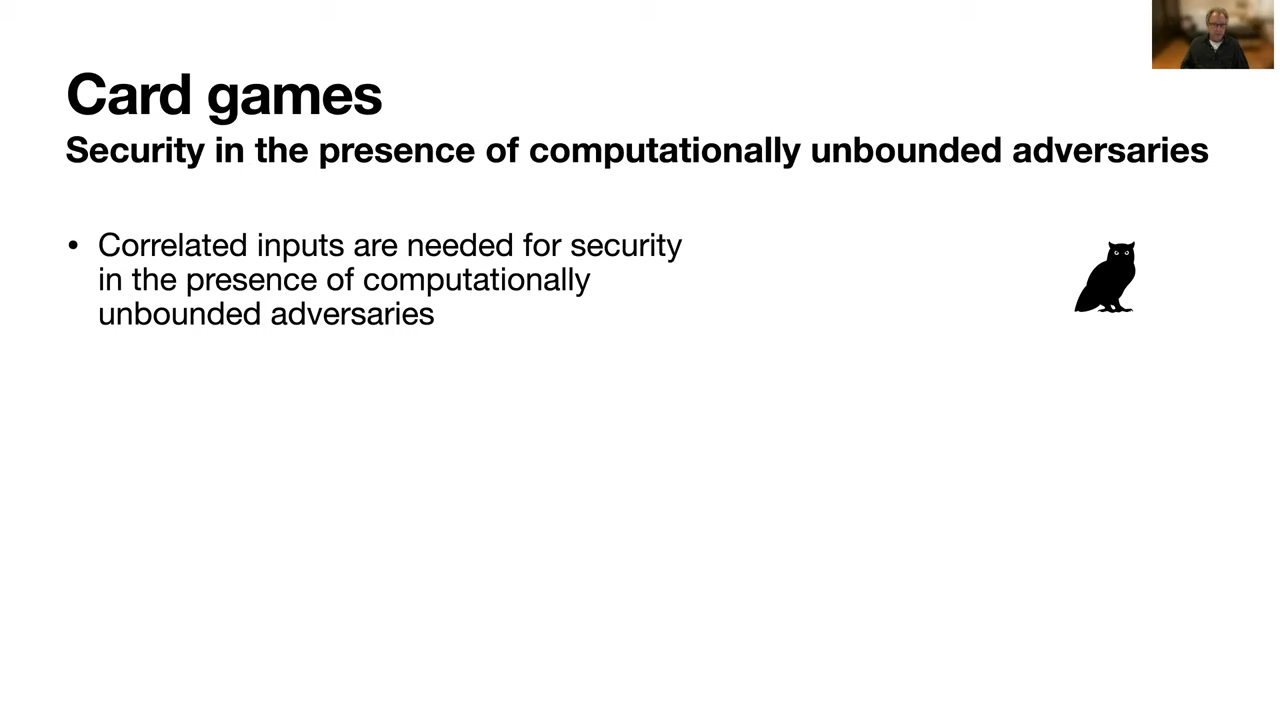 Card games
Security in the presence of computationally unbounded adversaries
• Correlated inputs are needed for security
in the presence of computationally
unbounded adversaries